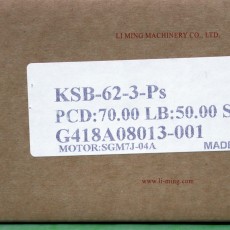 LI MING MACHINERY CO., LTD.
KSB-62-3-Ps
PCD:70.00 LB:50.00 S
G418A08013-001
MOTOR:SGM7J-04A MADE
www.li-ming.com